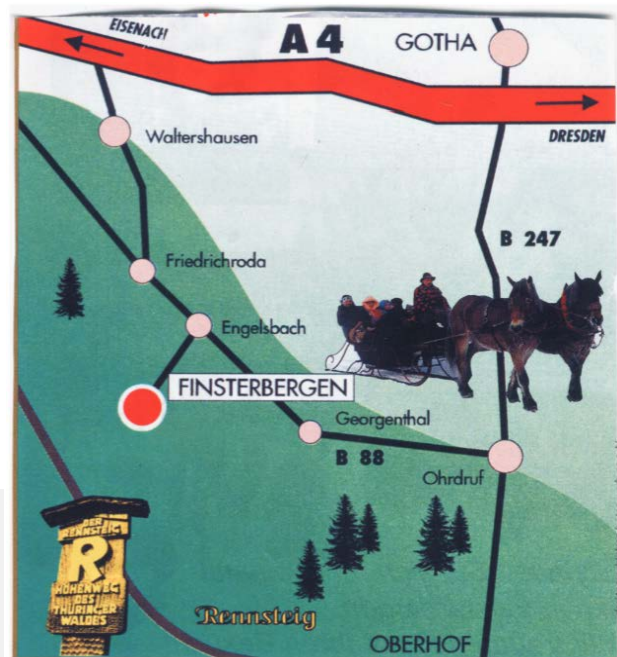 EISENACH
A4
GOTHA
Waltershausen
DRESDEN
B 247
Friedrichroda
Engelsbach
FINSTERBERGEN
Georgenthal
B 88
Ohrdruf
DER
RENNSTEIG
R
HÖHENWEG
DES
THÜRINGER
WALDES
Rennsteig
OBERHOF